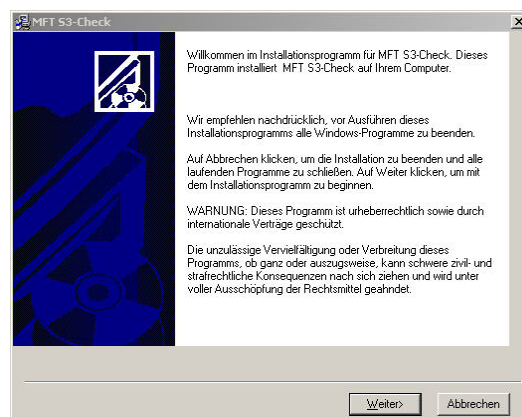 MFT S3-Check
Willkommen im Installationsprogramm für MFT S3-Check. Dieses
Programm installiert MFT S3-Check auf Ihrem Computer.
Wir empfehlen nachdrücklich, vor Ausführen dieses
Installationsprogramms alle Windows-Programme zu beenden.
Auf Abbrechen klicken, um die Installation zu beenden und alle
laufenden Programme zu schließen. Auf Weiter klicken, um mit
dem Installationsprogramm zu beginnen.
WARNUNG: Dieses Programm ist urheberrechtlich sowie durch
internationale Verträge geschützt.
Die unzulässige Vervielfältigung oder Verbreitung dieses
Programms, ob ganz oder auszugsweise, kann schwere zivil- und
strafrechtliche Konsequenzen nach sich ziehen und wird unter
voller Ausschöpfung der Rechtsmittel geahndet.
Weiter> Abbrechen